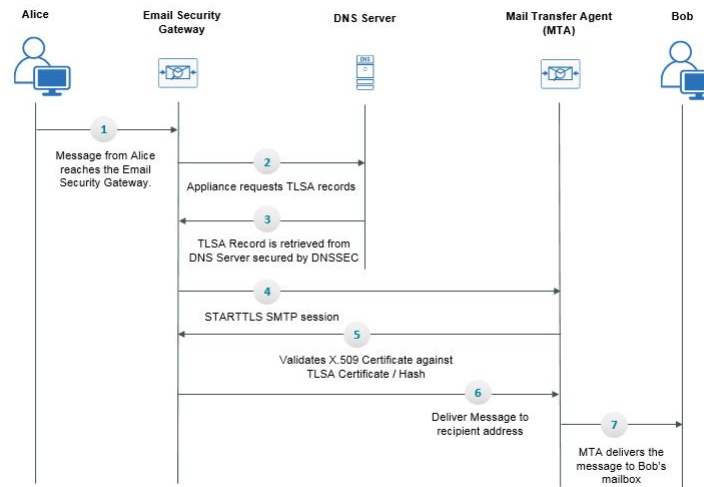 Alice
Email Security
Gateway
DNS Server
Mail Transfer Agent
(MTA)
Bob
DNS
1
Message from Alice
reaches the Email
Security Gateway.
2
Appliance requests TLSA records
3
TLSA Record is retrieved from
DNS Server secured by DNSSEC
4
STARTTLS SMTP session
5
Validates X.509 Certificate against
TLSA Certificate / Hash
6
Deliver Message to
recipient address
7
MTA delivers the
message to Bob's
mailbox